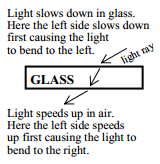 Light slows down in glass.
Here the left side slows down
first causing the light
to bend to the left.
light ray
GLASS
Light speeds up in air.
Here the left side speeds
up first causing the light to
bend to the right.